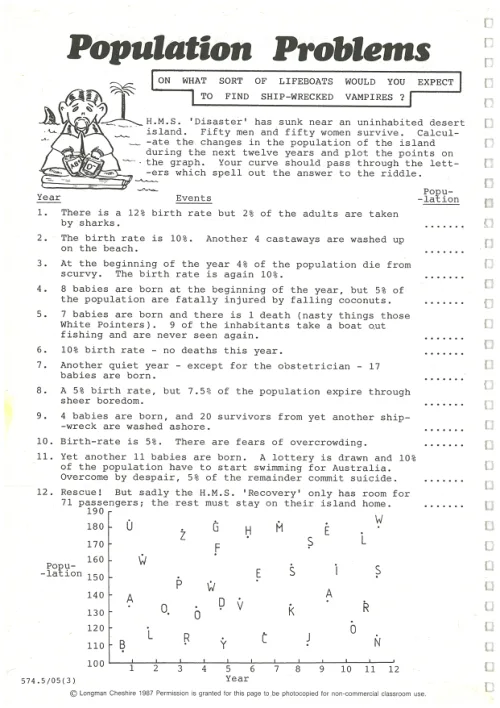 Population Problems
ON WHAT SORT OF LIFEBOATS WOULD YOU EXPECT
TO FIND SHIP-WRECKED VAMPIRES ?
H.M.S. 'Disaster' has sunk near an uninhabited desert
island. Fifty men and fifty women survive. Calcul-
-ate the changes in the population of the island
during the next twelve years and plot the points on
the graph. Your curve should pass through the lett-
-ers which spell out the answer to the riddle.
Year Events Popu-
-lation
1. There is a 12% birth rate but 2% of the adults are taken
by sharks. .......
2. The birth rate is 10%. Another 4 castaways are washed up
on the beach. .......
3. At the beginning of the year 4% of the population die from
scurvy. The birth rate is again 10%. .......
4. 8 babies are born at the beginning of the year, but 5% of
the population are fatally injured by falling coconuts. .......
5. 7 babies are born and there is 1 death (nasty things those
White Pointers). 9 of the inhabitants take a boat out
fishing and are never seen again. .......
6. 10% birth rate - no deaths this year. .......
7. Another quiet year - except for the obstetrician - 17
babies are born. .......
8. A 5% birth rate, but 7.5% of the population expire through
sheer boredom. .......
9. 4 babies are born, and 20 survivors from yet another ship-
-wreck are washed ashore. .......
10. Birth-rate is 5%. There are fears of overcrowding. .......
11. Yet another 11 babies are born. A lottery is drawn and 10%
of the population have to start swimming for Australia.
Overcome by despair, 5% of the remainder commit suicide. .......
12. Rescue! But sadly the H.M.S. 'Recovery' only has room for
71 passengers; the rest must stay on their island home. .......
190
180 U Z G H M E W
170 F S L
160 W
Popu-
-lation
150 P E S I S
140 W
A A
130 O O D V K R
120 L O
110 B R Y C J N
100
1 2 3 4 5 6 7 8 9 10 11 12
Year
574.5/05(3)
© Longman Cheshire 1987 Permission is granted for this page to be photocopied for non-commercial classroom use.